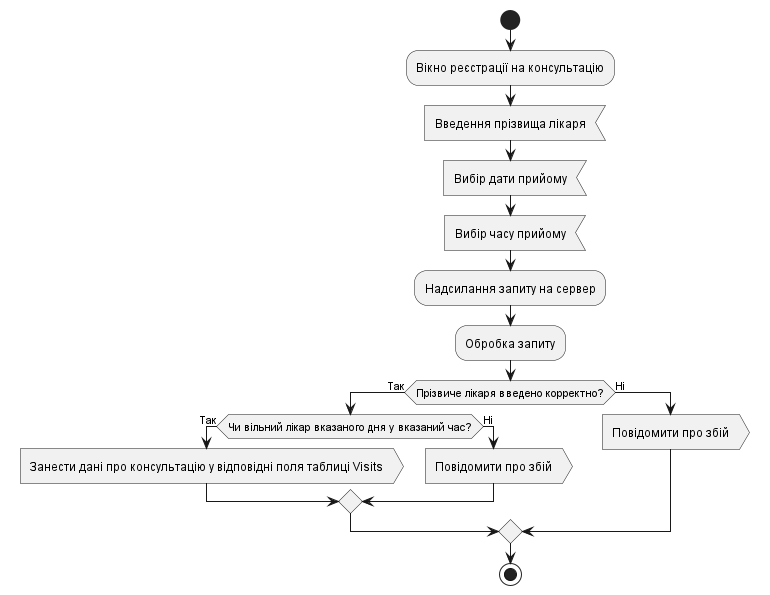 Вікно реєстрації на консультацію
Введення прізвища лікаря
Вибір дати прийому
Вибір часу прийому
Надсилання запиту на сервер
Обробка запиту
Так
Прізвиче лікаря введено корректно?
Ні
Так
Чи вільний лікар вказаного дня у вказаний час?
Ні
Повідомити про збій
Занести дані про консультацію у відповідні поля таблиці Visits
Повідомити про збій